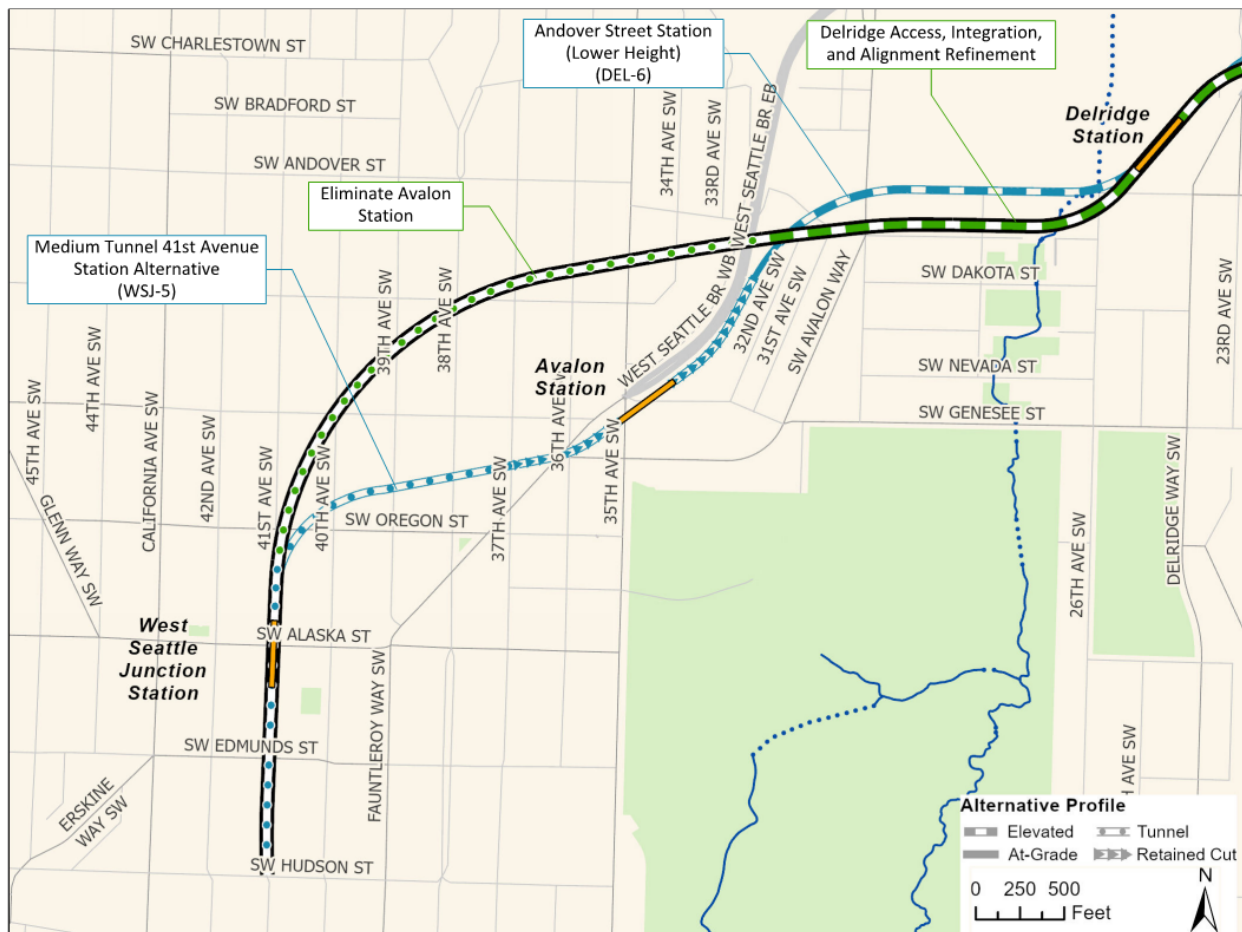 SW CHARLESTOWN ST
Andover Street Station
(Lower Height)
(DEL-6)
Delridge Access, Integration,
and Alignment Refinement
SW BRADFORD ST
34TH AVE SW
33RD AVE SW
WEST SEATTLE BR EB
Delridge
Station
SW ANDOVER ST
Eliminate Avalon
Station
Medium Tunnel 41st Avenue
Station Alternative
(WSJ-5)
WEST SEATTLE BR WB
32ND AVE SW
31ST AVE SW
SW AVALON WAY
SW DAKOTA ST
23RD AVE SW
39TH AVE SW
38TH AVE SW
Avalon
Station
SW NEVADA ST
SW GENESEE ST
45TH AVE SW
44TH AVE SW
CALIFORNIA AVE SW
42ND AVE SW
41ST AVE SW
40TH AVE SW
37TH AVE SW
36TH AVE
35TH AVE SW
GLENN WAY SW
SW OREGON ST
26TH AVE SW
DELRIDGE WAY SW
West
Seattle
Junction
Station
SW ALASKA ST
FAUNTLEROY WAY SW
SW EDMUNDS ST
ERSKINE
WAY SW
SW HUDSON ST
AVE SW
Alternative Profile
Elevated
Tunnel
At-Grade
Retained Cut
0 250 500
Feet
N